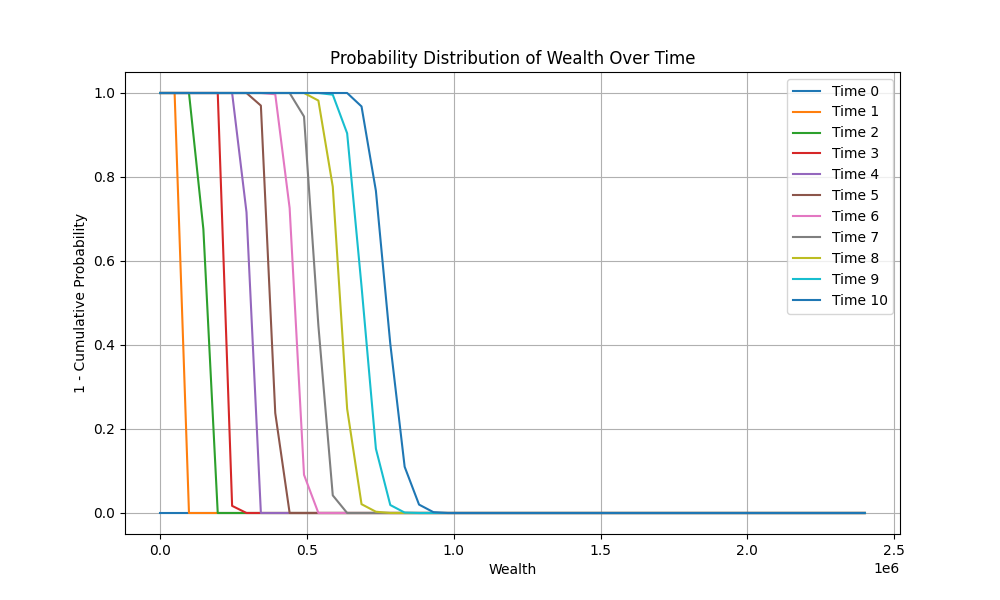 Probability Distribution of Wealth Over Time
1 - Cumulative Probability
1.0
0.8
0.6
0.4
0.2
0.0
0.0
0.5
1.0
1.5
2.0
2.5
1e6
Wealth
Time 0
Time 1
Time 2
Time 3
Time 4
Time 5
Time 6
Time 7
Time 8
Time 9
Time 10